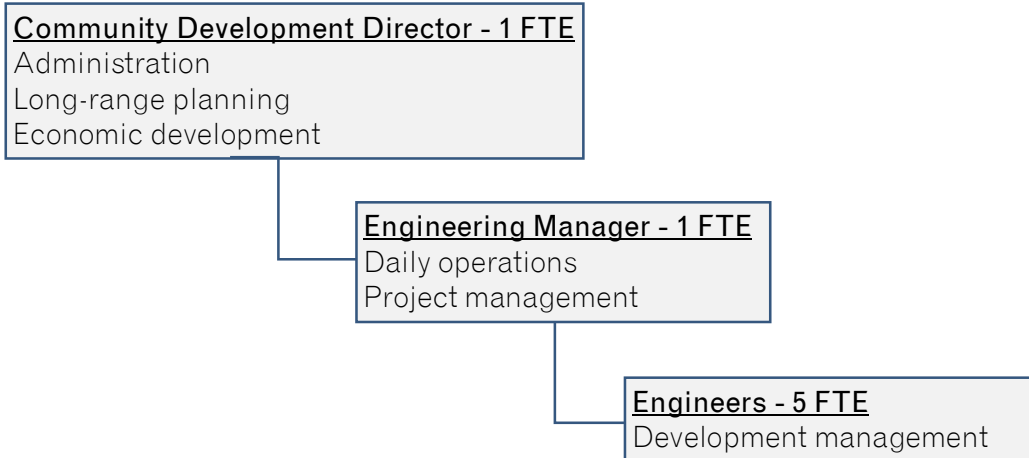 Community Development Director - 1 FTE
Administration
Long-range planning
Economic development
Engineering Manager - 1 FTE
Daily operations
Project management
Engineers - 5 FTE
Development management